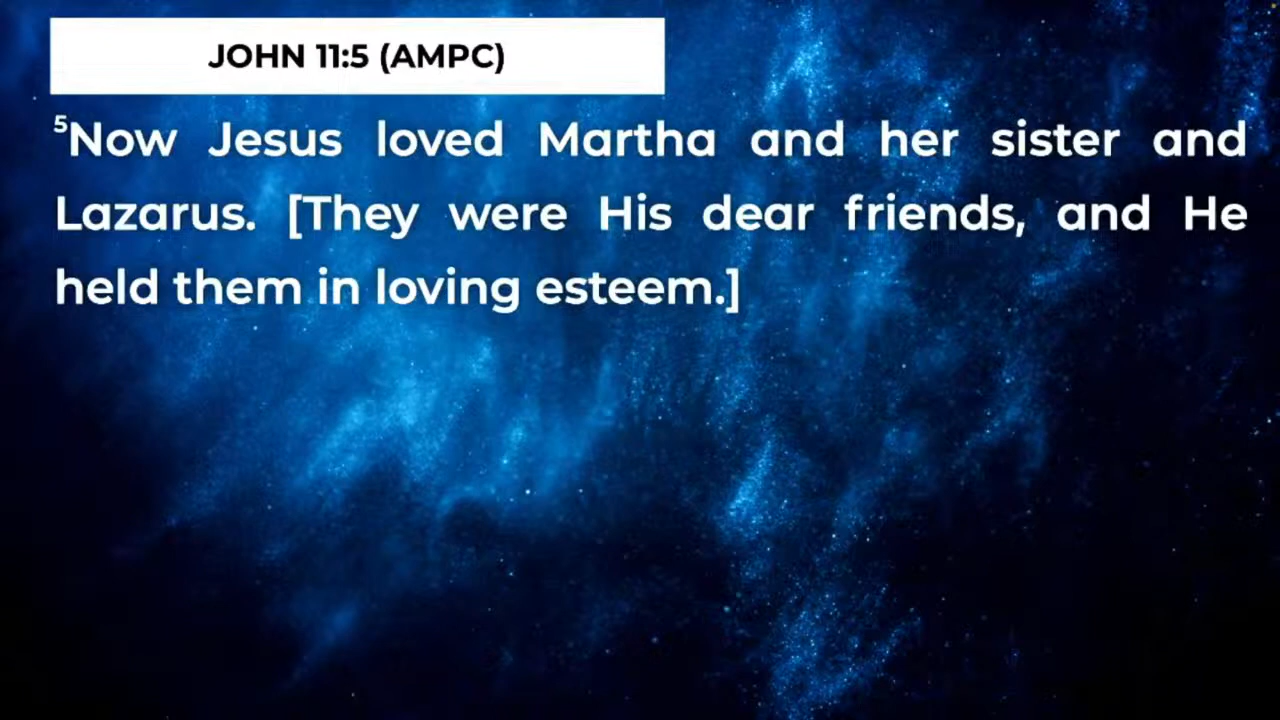 JOHN 11:5 (AMPC)
⁵Now Jesus loved Martha and her sister and
Lazarus. [They were His dear friends, and He
held them in loving esteem.]